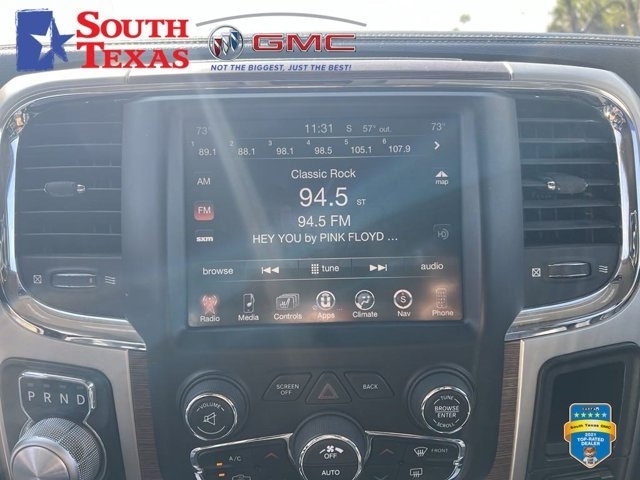 SOUTH TEXAS
BUICK GMC
NOT THE BIGGEST, JUST THE BEST!
73° 11:31 S 57° out. 73°
1 89.1 2 88.1 3 98.1 4 98.5 5 105.1 6 107.9
Classic Rock
AM
map
94.5 ST
FM
94.5 FM
HEY YOU by PINK FLOYD ...
sxm
browse tune audio
Radio Media Controls Apps Climate Nav Phone
P R N D
VOLUME
SCREEN OFF
BACK
TUNE
BROWSE ENTER
SCROLL
A/C
OFF
AUTO
FRONT
South Texas GMC
2021
TOP-RATED
DEALER